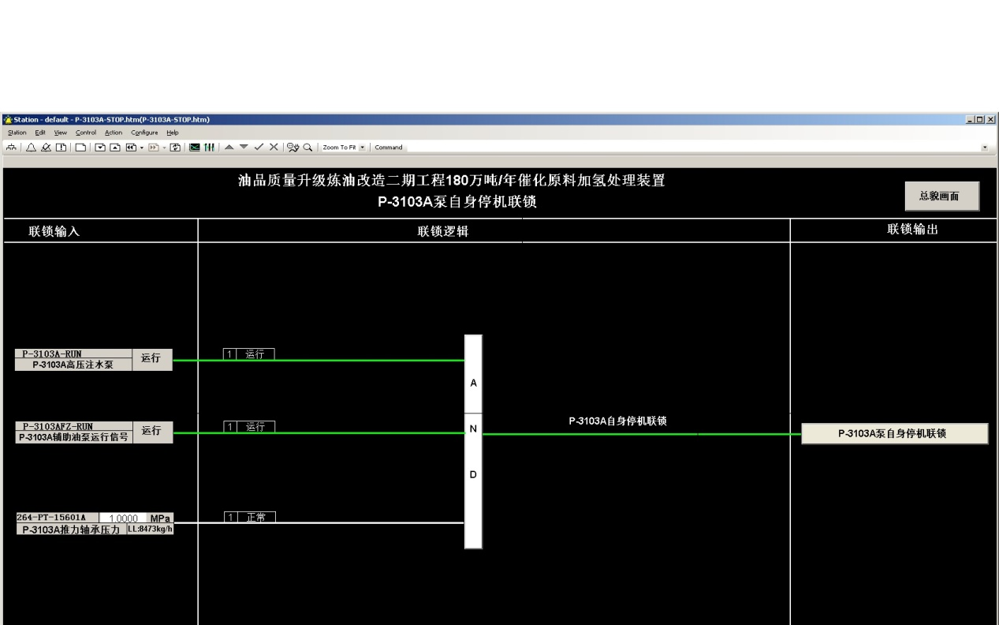 Station - default - P-3103A-STOP.htm(P-3103A-STOP.htm)
Station Edit View Control Action Configure Help
Zoom To Fit Command
油品质量升级炼油改造二期工程180万吨/年催化原料加氢处理装置
P-3103A泵自身停机联锁
总貌画面
联锁输入 联锁逻辑 联锁输出
P-3103A-RUN 运行 1 运行
P-3103A高压注水泵
A
P-3103A自身停机联锁
P-3103AFZ-RUN 运行 1 运行
P-3103A辅助油泵运行信号
N
P-3103A泵自身停机联锁
D
264-PT-15601A 1.0000 MPa 1 正常
P-3103A推力轴承压力 LL:8473kg/h